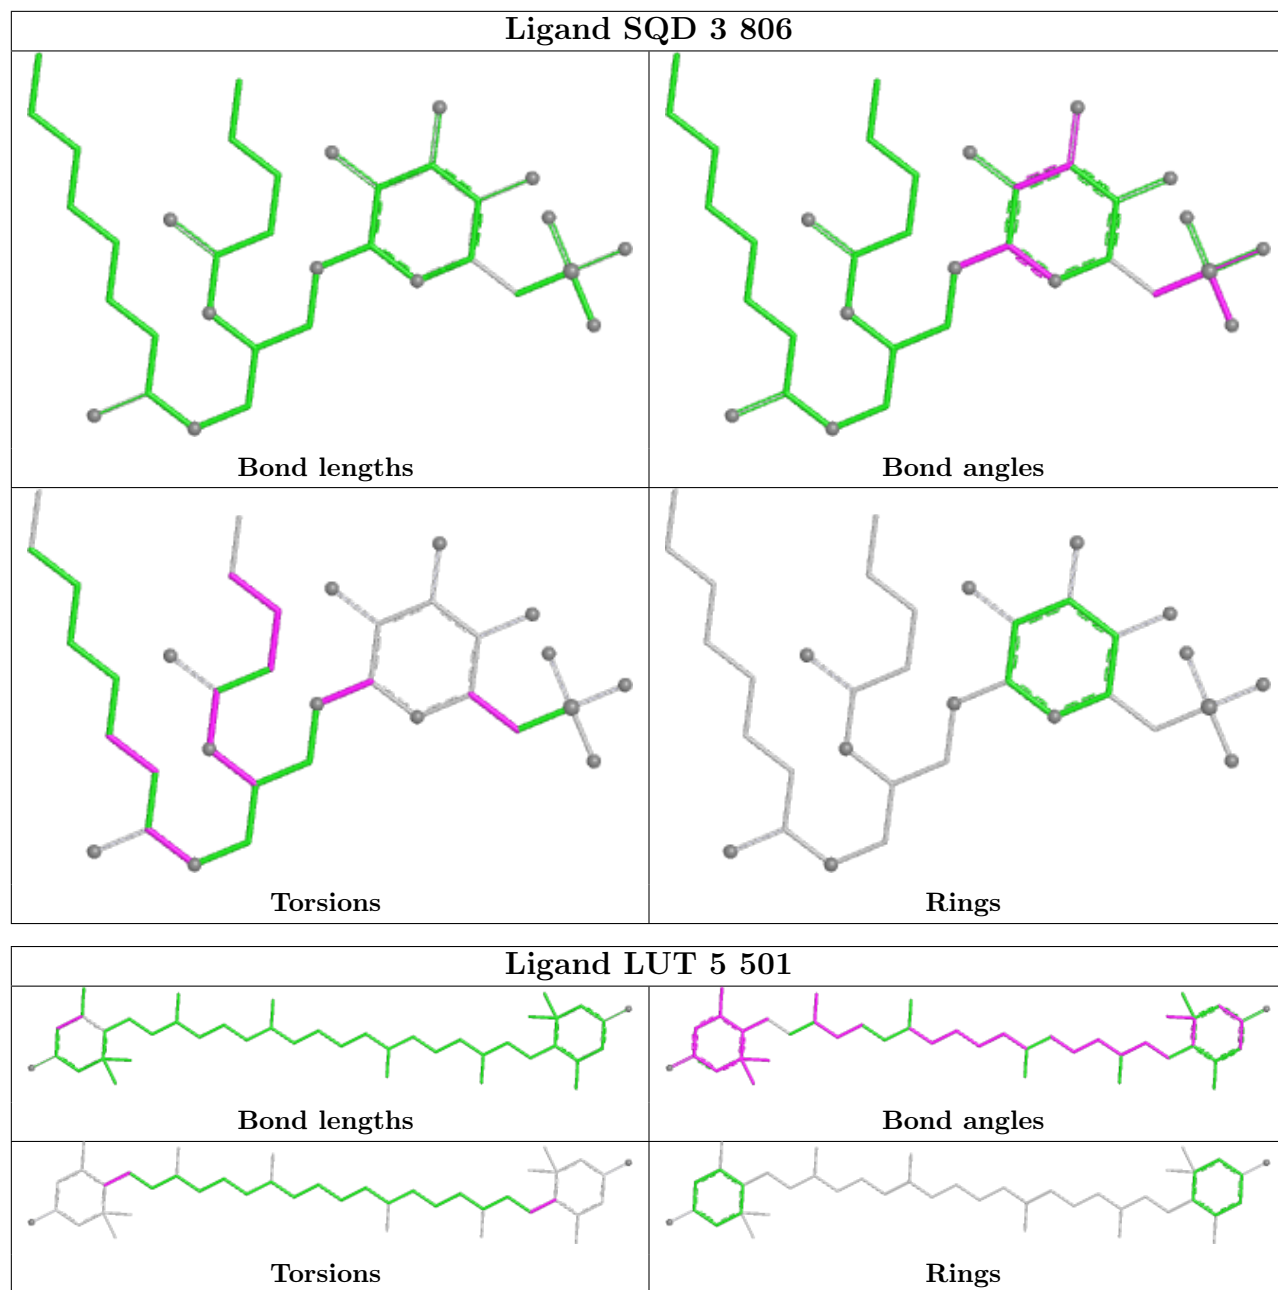 Ligand SQD 3 806
Bond lengths
Bond angles
Torsions
Rings
Ligand LUT 5 501
Bond lengths
Bond angles
Torsions
Rings